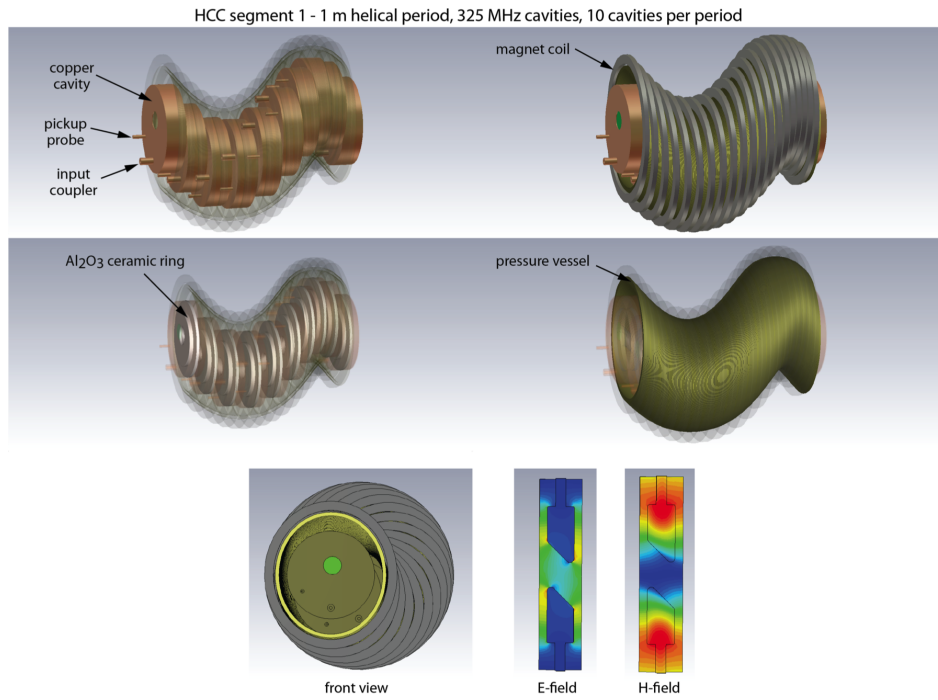 HCC segment 1 - 1 m helical period, 325 MHz cavities, 10 cavities per period
copper
cavity
pickup
probe
input
coupler
magnet coil
Al2O3 ceramic ring
pressure vessel
front view
E-field
H-field